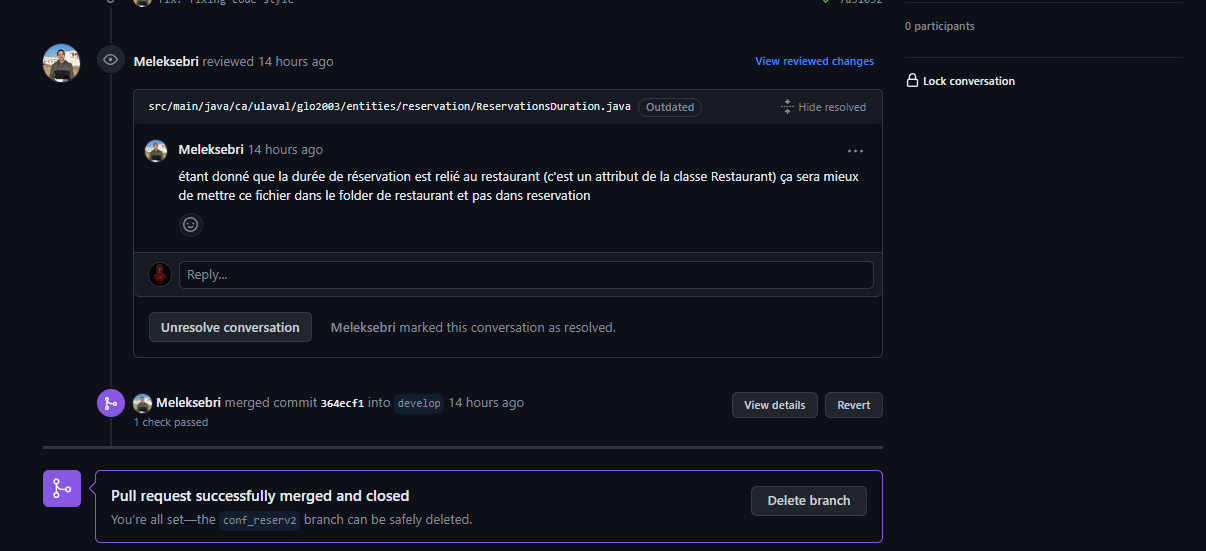 0 participants
Meleksebri reviewed 14 hours ago
View reviewed changes
Lock conversation
src/main/java/ca/ulaval/glo2003/entities/reservation/ReservationsDuration.java Outdated Hide resolved
Meleksebri 14 hours ago
étant donné que la durée de réservation est relié au restaurant (c'est un attribut de la classe Restaurant) ça sera mieux
de mettre ce fichier dans le folder de restaurant et pas dans reservation
Reply...
Unresolve conversation Meleksebri marked this conversation as resolved.
Meleksebri merged commit 364ecf1 into develop 14 hours ago
View details Revert
1 check passed
Pull request successfully merged and closed
You're all set—the conf_reserv2 branch can be safely deleted.
Delete branch